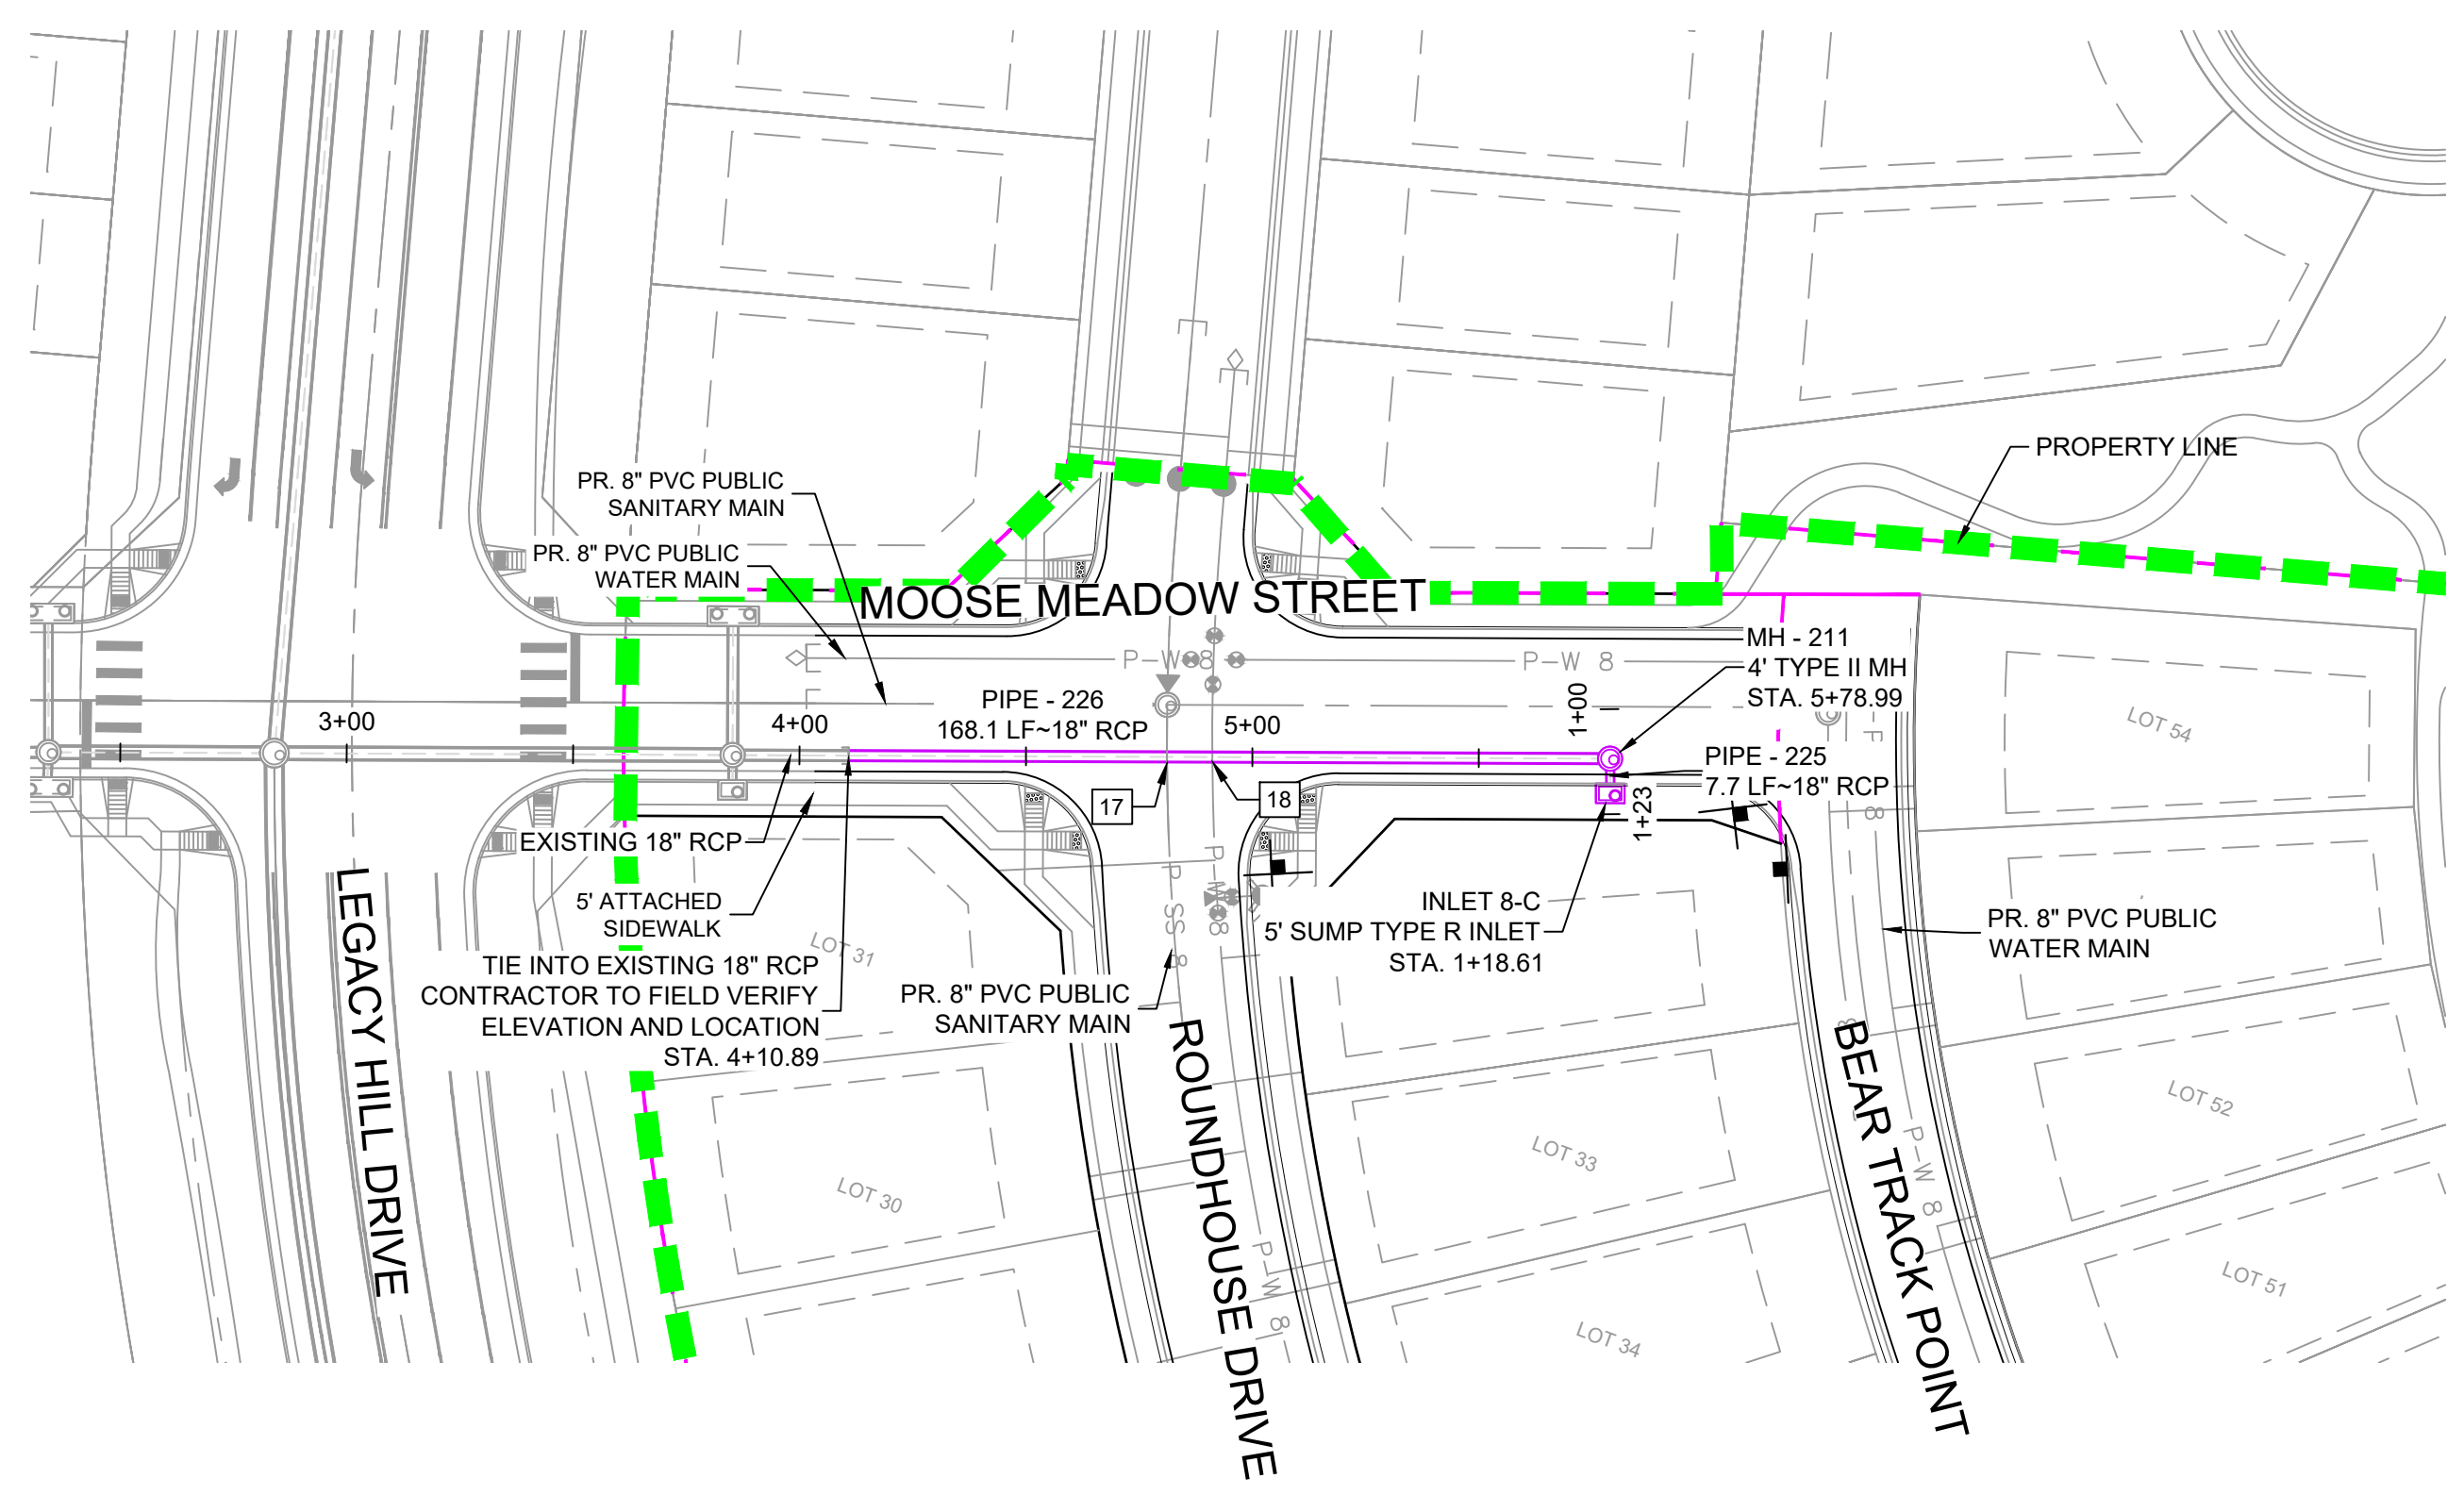 PROPERTY LINE
PR. 8" PVC PUBLIC
SANITARY MAIN
PR. 8" PVC PUBLIC
WATER MAIN
MOOSE MEADOW STREET
P-W 8
P-W 8
MH - 211
4' TYPE II MH
STA. 5+78.99
3+00
4+00
PIPE - 226
168.1 LF~18" RCP
5+00
1+00
LOT 54
PIPE - 225
7.7 LF~18" RCP
17
18
1+23
EXISTING 18" RCP
5' ATTACHED
SIDEWALK
LOT 31
INLET 8-C
5' SUMP TYPE R INLET
STA. 1+18.61
PR. 8" PVC PUBLIC
WATER MAIN
TIE INTO EXISTING 18" RCP
CONTRACTOR TO FIELD VERIFY
ELEVATION AND LOCATION
STA. 4+10.89
PR. 8" PVC PUBLIC
SANITARY MAIN
P SS 8
P-W 8
LEGACY HILL DRIVE
ROUNDHOUSE DRIVE
BEAR TRACK POINT
LOT 52
LOT 33
LOT 30
P-W 8
P-W 8
LOT 51
LOT 34